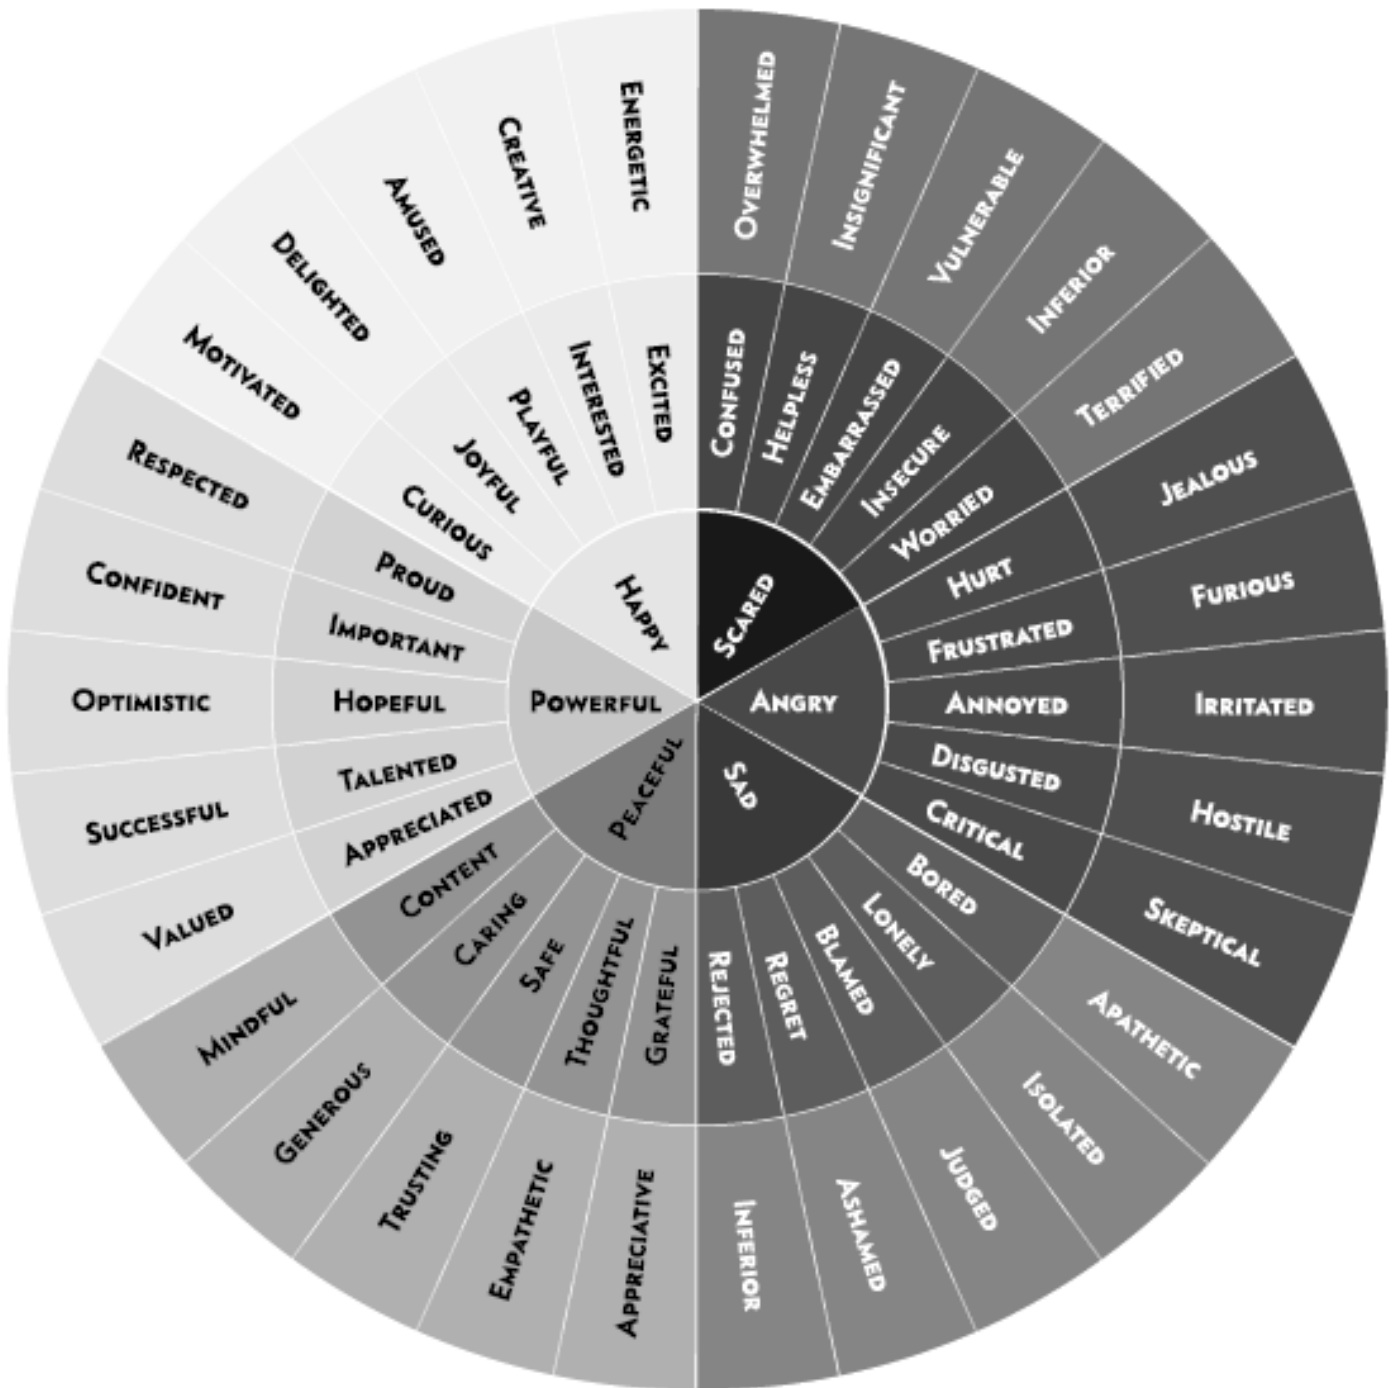 Overwhelmed
Insignificant
Vulnerable
Inferior
Terrified
Jealous
Furious
Irritated
Hostile
Skeptical
Apathetic
Isolated
Judged
Ashamed
Inferior
Appreciative
Empathetic
Trusting
Generous
Mindful
Valued
Successful
Optimistic
Confident
Respected
Motivated
Delighted
Amused
Creative
Energetic
Confused
Helpless
Embarrassed
Insecure
Worried
Hurt
Frustrated
Annoyed
Disgusted
Critical
Bored
Lonely
Blamed
Regret
Rejected
Grateful
Thoughtful
Safe
Caring
Content
Appreciated
Talented
Hopeful
Important
Proud
Curious
Joyful
Playful
Interested
Excited
Scared
Angry
Sad
Peaceful
Powerful
Happy